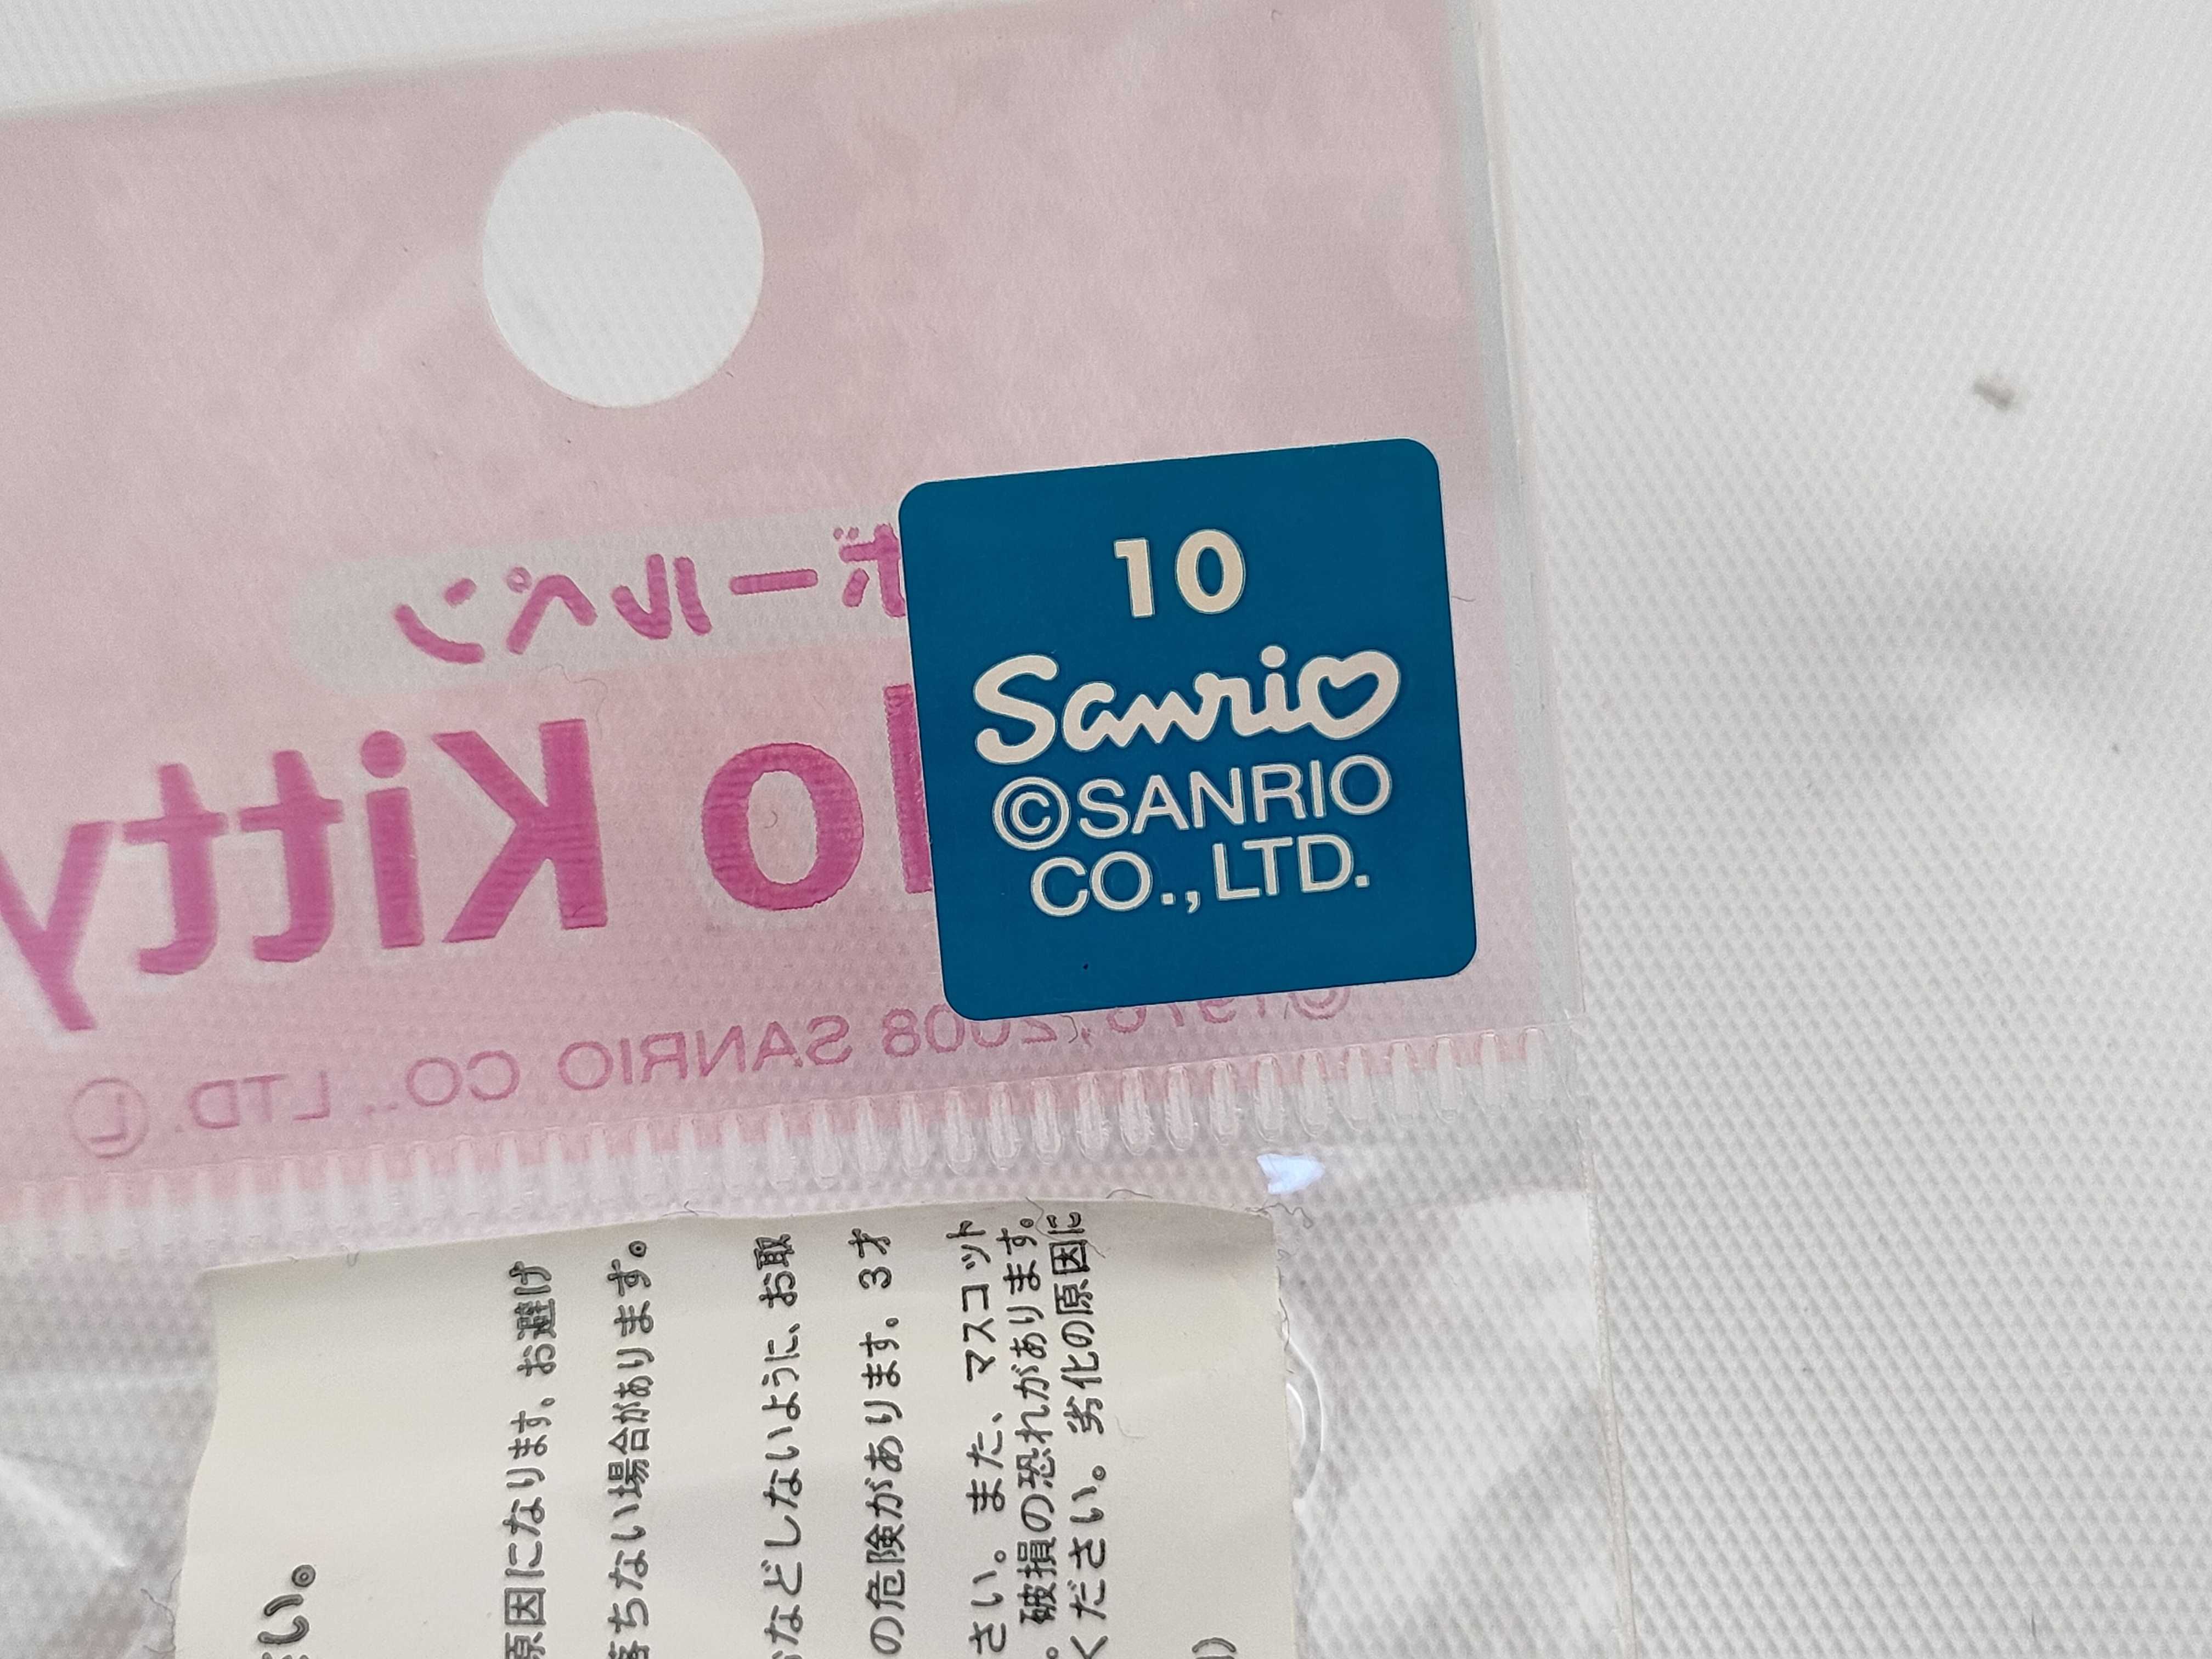 ボールペン
lo Kitty
10
Sanrio
©SANRIO
CO., LTD.
©1976, 2008 SANRIO CO., LTD. Ⓛ
さい。
原因になります。お避け
落ちない場合があります。
などしないように、お取
の危険があります。3才
さい。また、マスコット
。破損の恐れがあります。
ください。劣化の原因に